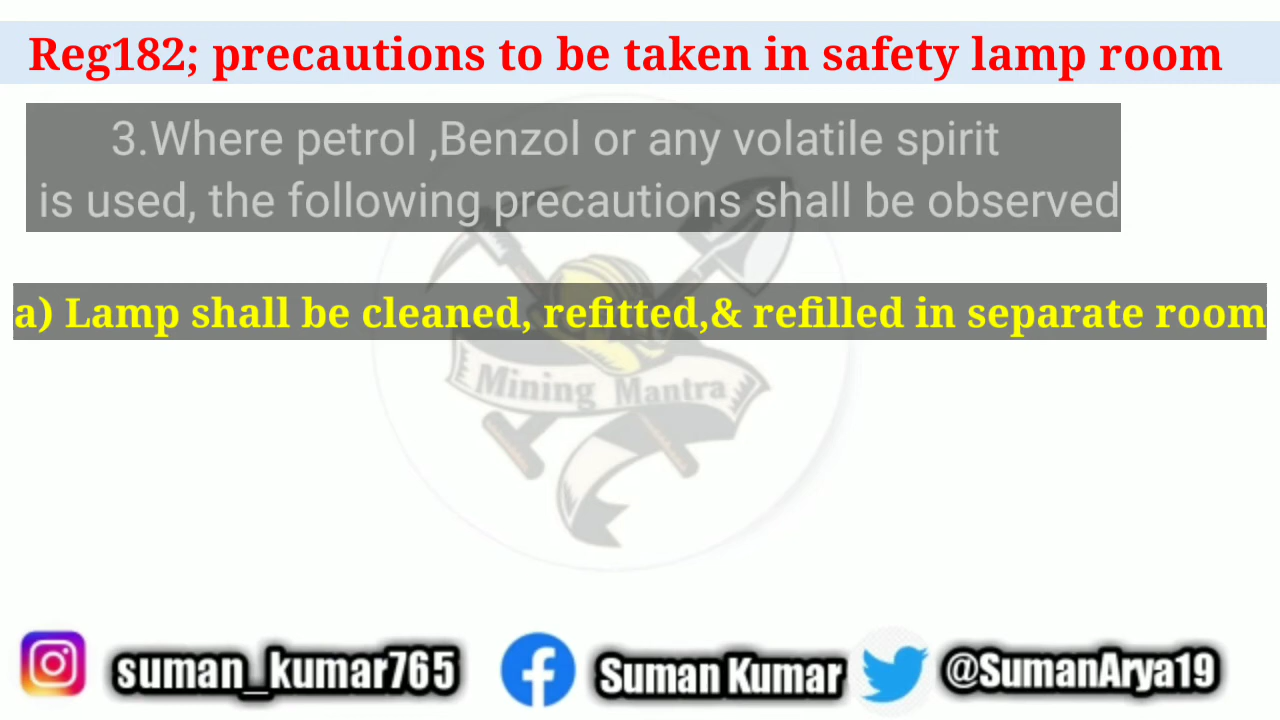 Reg182; precautions to be taken in safety lamp room
3.Where petrol ,Benzol or any volatile spirit
is used, the following precautions shall be observed
a) Lamp shall be cleaned, refitted,& refilled in separate room
Mining Mantra
suman_kumar765 Suman Kumar @SumanArya19